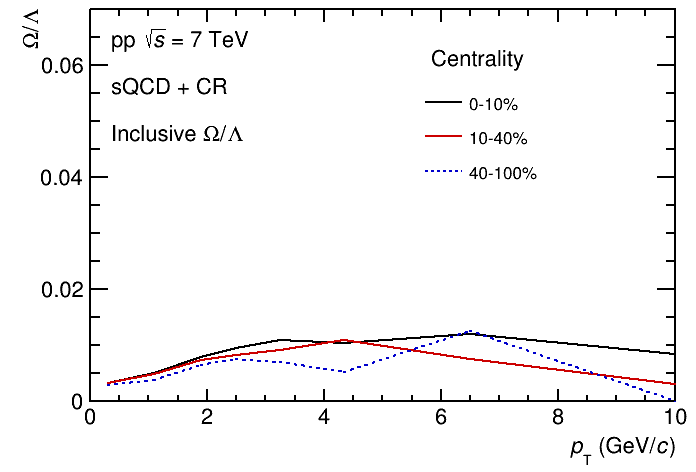 Ω/Λ
pp √s = 7 TeV
sQCD + CR
Inclusive Ω/Λ
Centrality
0-10%
10-40%
40-100%
0.06
0.04
0.02
0
0 2 4 6 8 10
p_T (GeV/c)